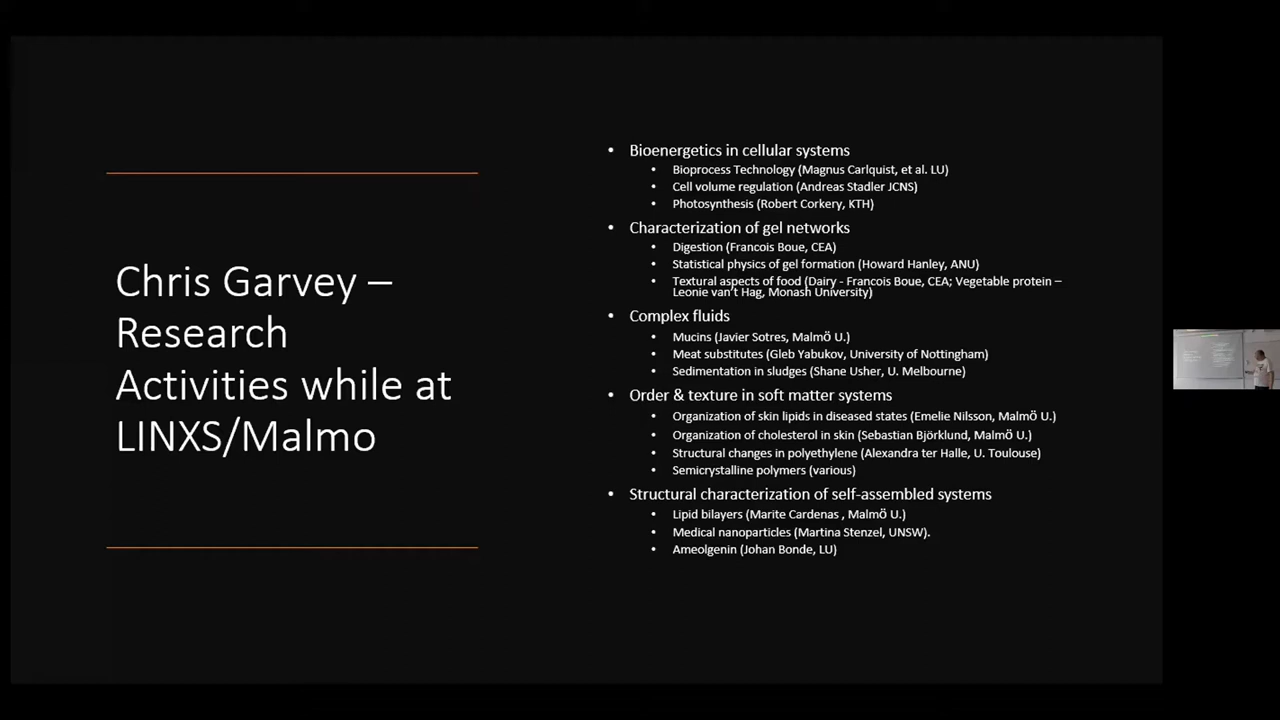 Chris Garvey –
Research
Activities while at
LINXS/Malmo
• Bioenergetics in cellular systems
• Bioprocess Technology (Magnus Carlquist, et al. LU)
• Cell volume regulation (Andreas Stadler JCNS)
• Photosynthesis (Robert Corkery, KTH)
• Characterization of gel networks
• Digestion (Francois Boue, CEA)
• Statistical physics of gel formation (Howard Hanley, ANU)
• Textural aspects of food (Dairy - Francois Boue, CEA; Vegetable protein –
Leonie van't Hag, Monash University)
• Complex fluids
• Mucins (Javier Sotres, Malmö U.)
• Meat substitutes (Gleb Yabukov, University of Nottingham)
• Sedimentation in sludges (Shane Usher, U. Melbourne)
• Order & texture in soft matter systems
• Organization of skin lipids in diseased states (Emelie Nilsson, Malmö U.)
• Organization of cholesterol in skin (Sebastian Björklund, Malmö U.)
• Structural changes in polyethylene (Alexandra ter Halle, U. Toulouse)
• Semicrystalline polymers (various)
• Structural characterization of self-assembled systems
• Lipid bilayers (Marite Cardenas , Malmö U.)
• Medical nanoparticles (Martina Stenzel, UNSW).
• Ameolgenin (Johan Bonde, LU)